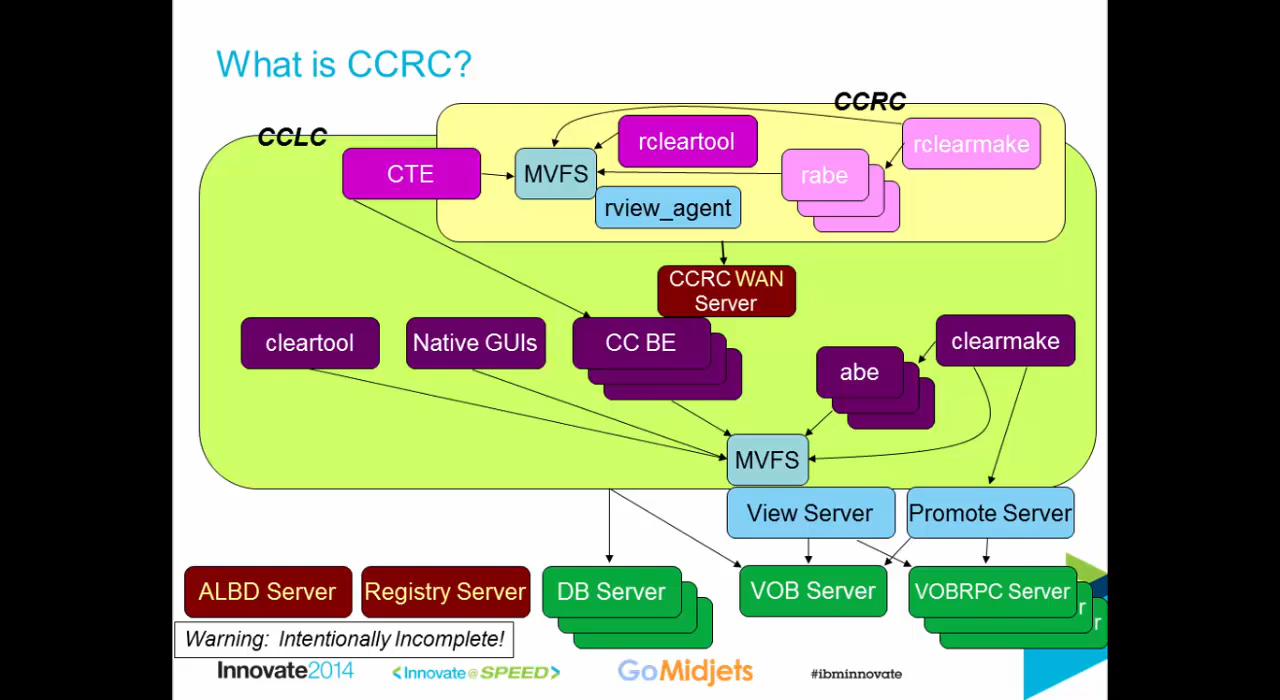 What is CCRC?
CCRC
CCLC
rcleartool
rclearmake
CTE
MVFS
rabe
rview_agent
CCRC WAN
Server
cleartool
Native GUIs
CC BE
clearmake
abe
MVFS
View Server
Promote Server
ALBD Server
Registry Server
DB Server
VOB Server
VOBRPC Server
r
r
Warning: Intentionally Incomplete!
Innovate2014
<Innovate@SPEED>
GoMidjets
#ibminnovate